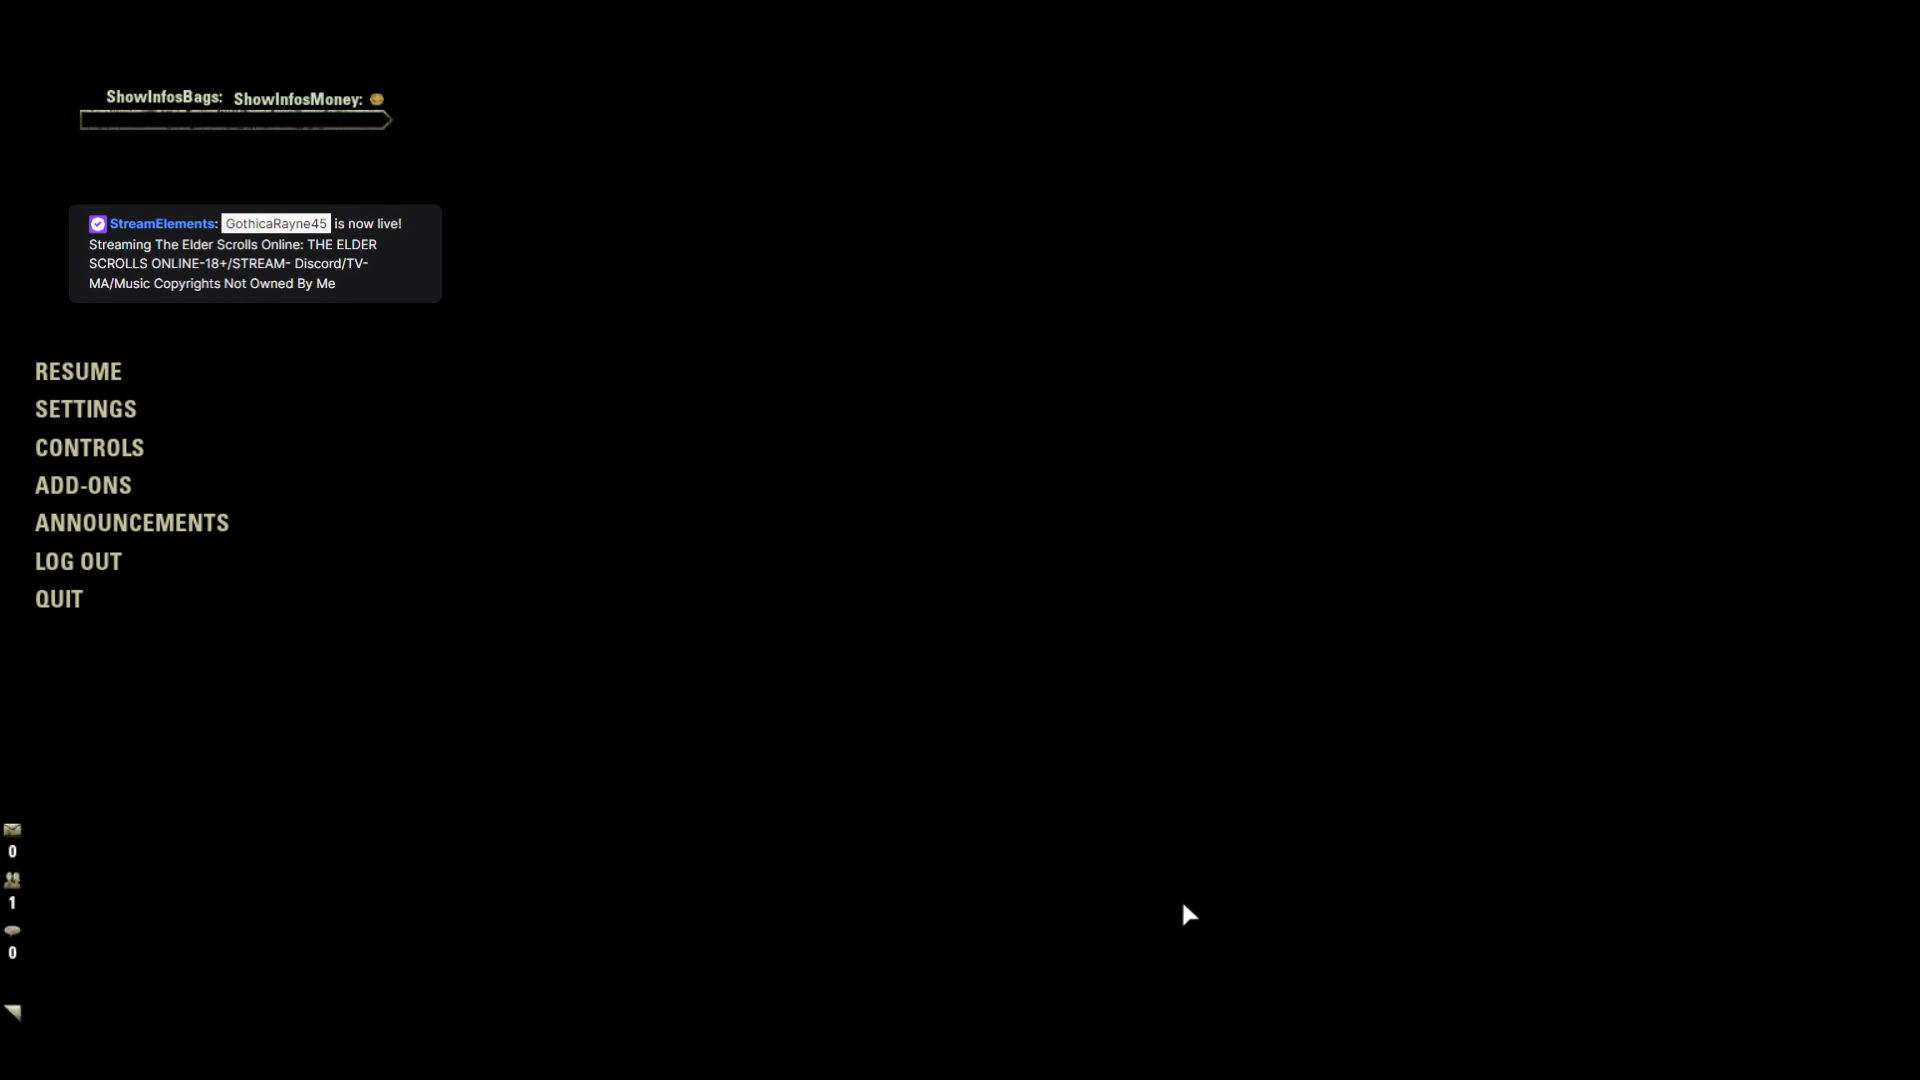 ShowInfosBags: ShowInfosMoney:
StreamElements: GothicaRayne45 is now live!
Streaming The Elder Scrolls Online: THE ELDER
SCROLLS ONLINE-18+/STREAM- Discord/TV-
MA/Music Copyrights Not Owned By Me
RESUME
SETTINGS
CONTROLS
ADD-ONS
ANNOUNCEMENTS
LOG OUT
QUIT
0
1
0